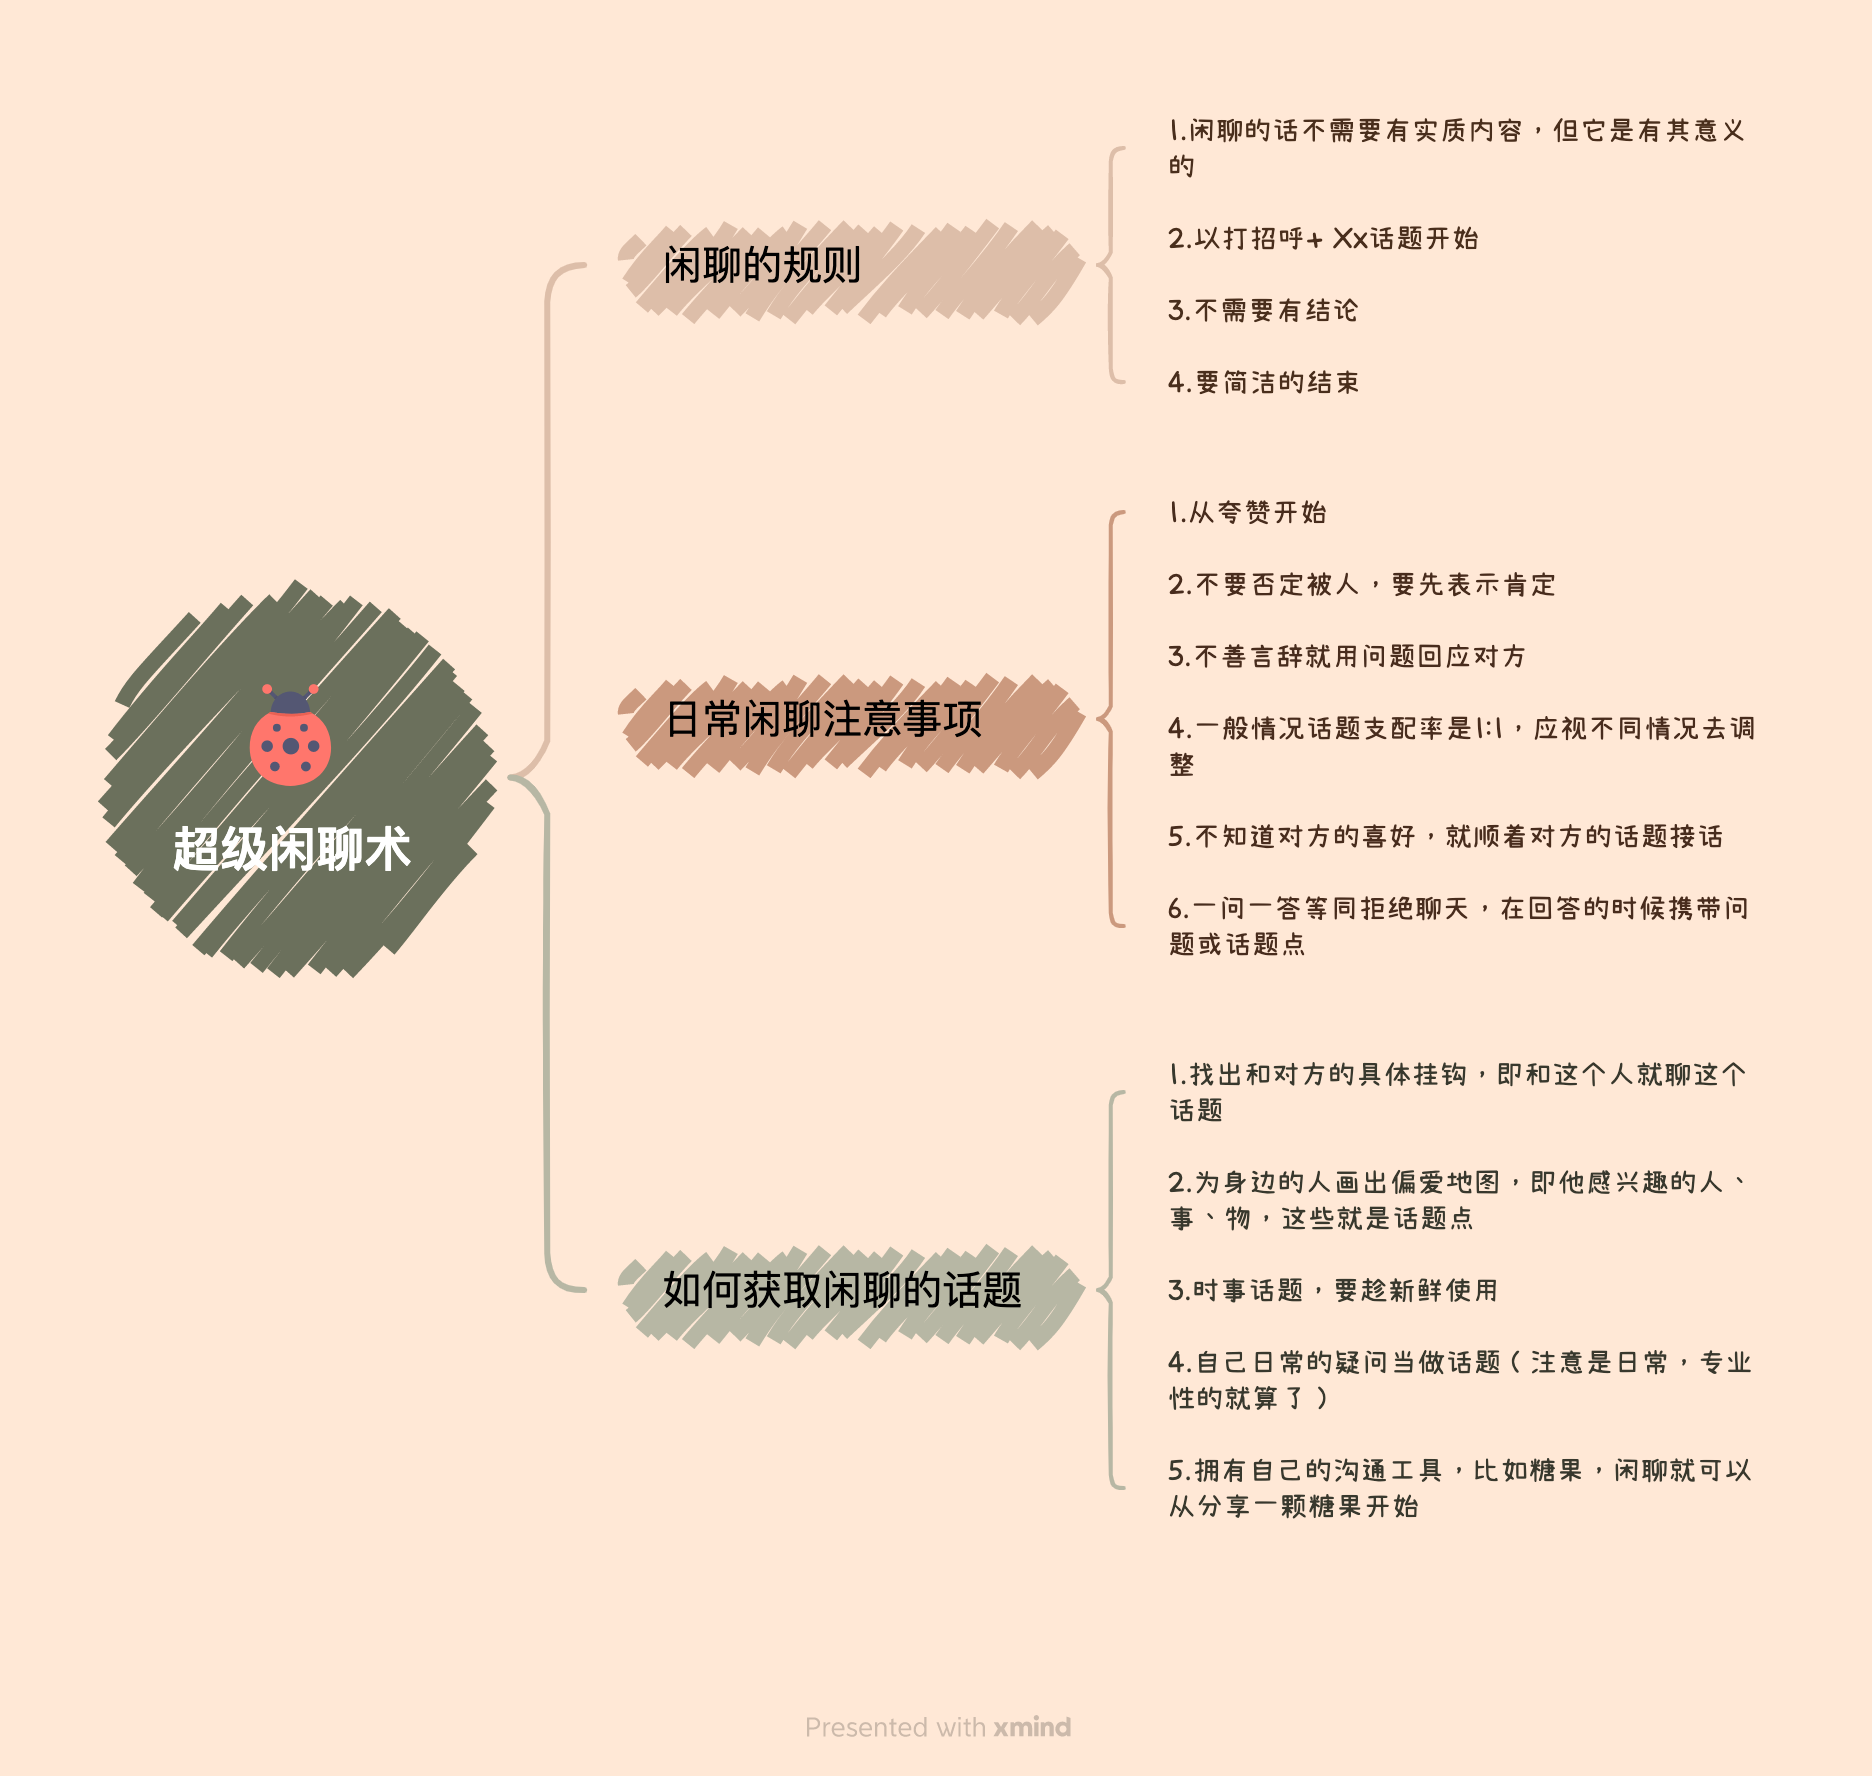 超级闲聊术
闲聊的规则
1.闲聊的话不需要有实质内容，但它是有其意义
的
2.以打招呼+ Xx话题开始
3.不需要有结论
4.要简洁的结束
日常闲聊注意事项
1.从夸赞开始
2.不要否定被人，要先表示肯定
3.不善言辞就用问题回应对方
4.一般情况话题支配率是1:1，应视不同情况去调
整
5.不知道对方的喜好，就顺着对方的话题接话
6.一问一答等同拒绝聊天，在回答的时候携带问
题或话题点
如何获取闲聊的话题
1.找出和对方的具体挂钩，即和这个人就聊这个
话题
2.为身边的人画出偏爱地图，即他感兴趣的人、
事、物，这些就是话题点
3.时事话题，要趁新鲜使用
4.自己日常的疑问当做话题（注意是日常，专业
性的就算了）
5.拥有自己的沟通工具，比如糖果，闲聊就可以
从分享一颗糖果开始
Presented with xmind